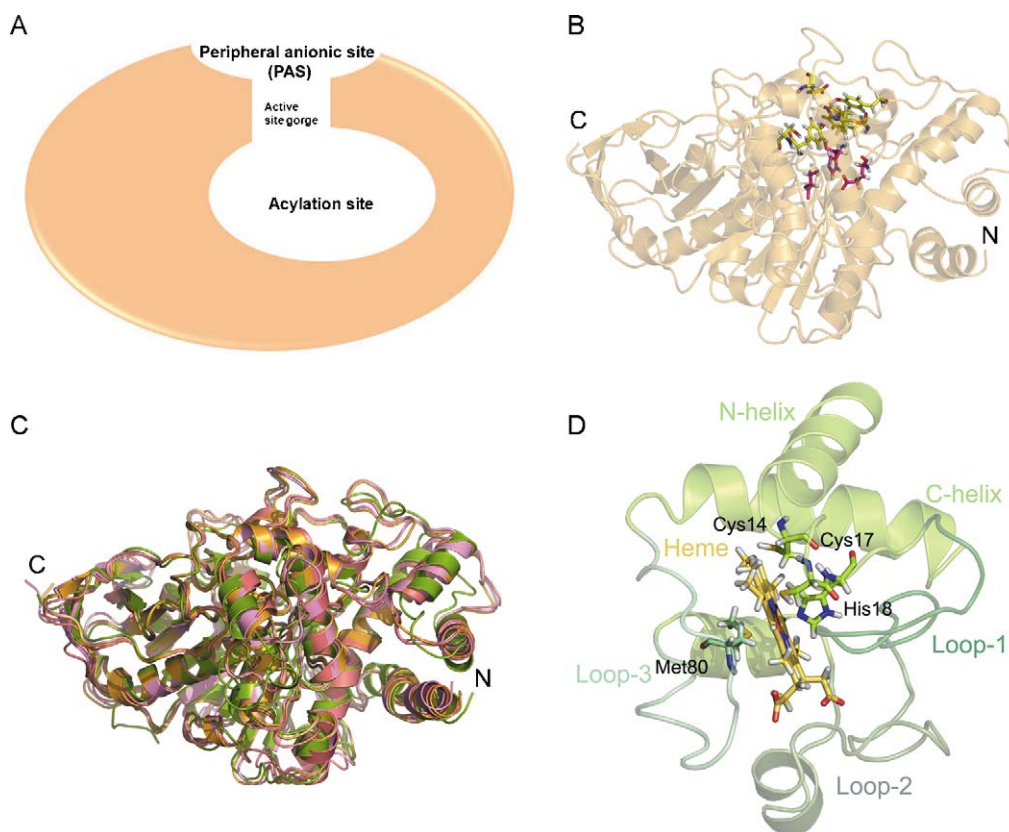 A
Peripheral anionic site
(PAS)
Active
site gorge
Acylation site
B
C
N
C
C
N
D
N-helix
C-helix
Cys14
Cys17
Heme
His18
Loop-1
Met80
Loop-3
Loop-2